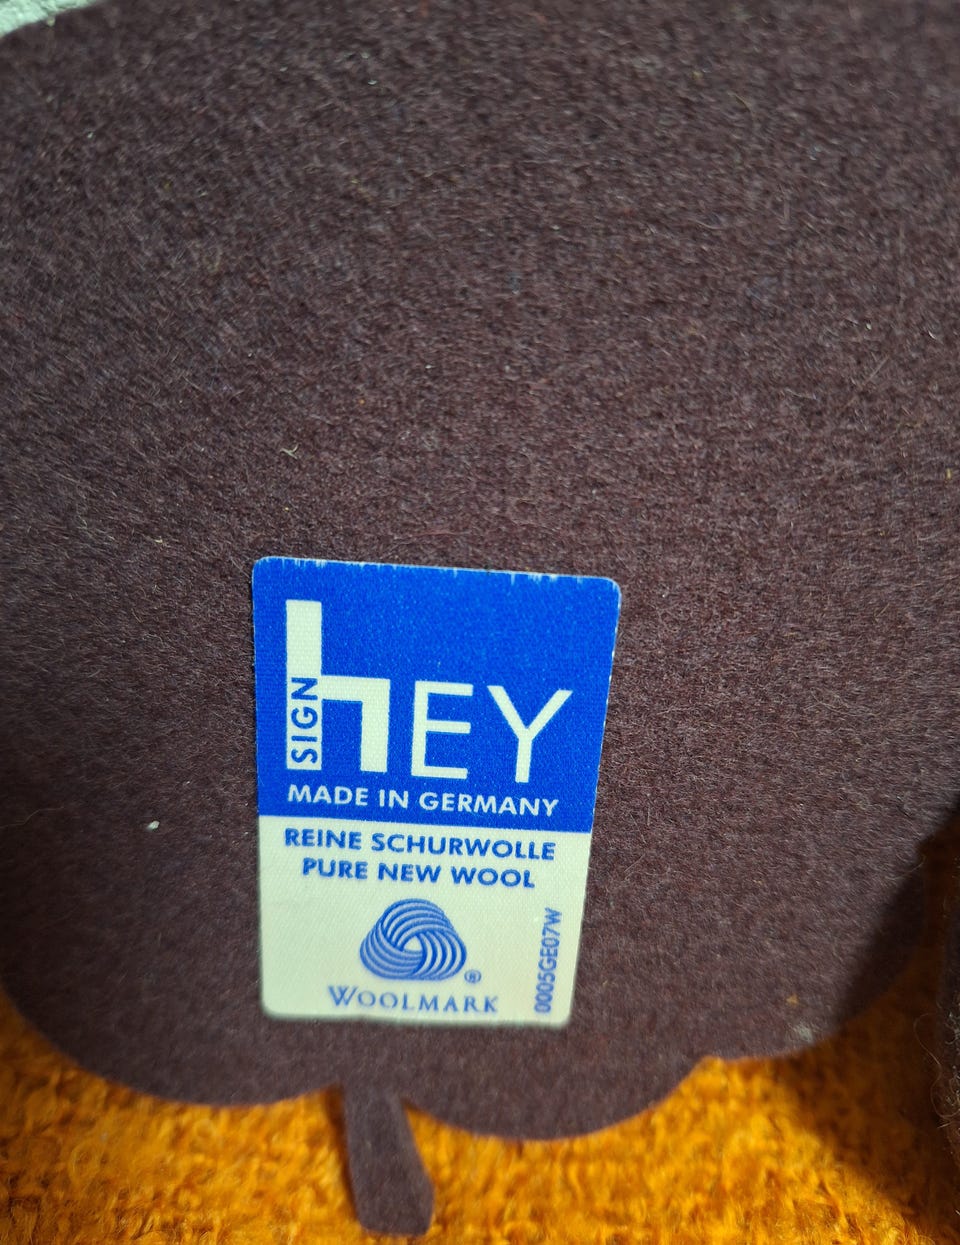 hEY
SIGN
MADE IN GERMANY
REINE SCHURWOLLE
PURE NEW WOOL
WOOLMARK
®
0005GE07W